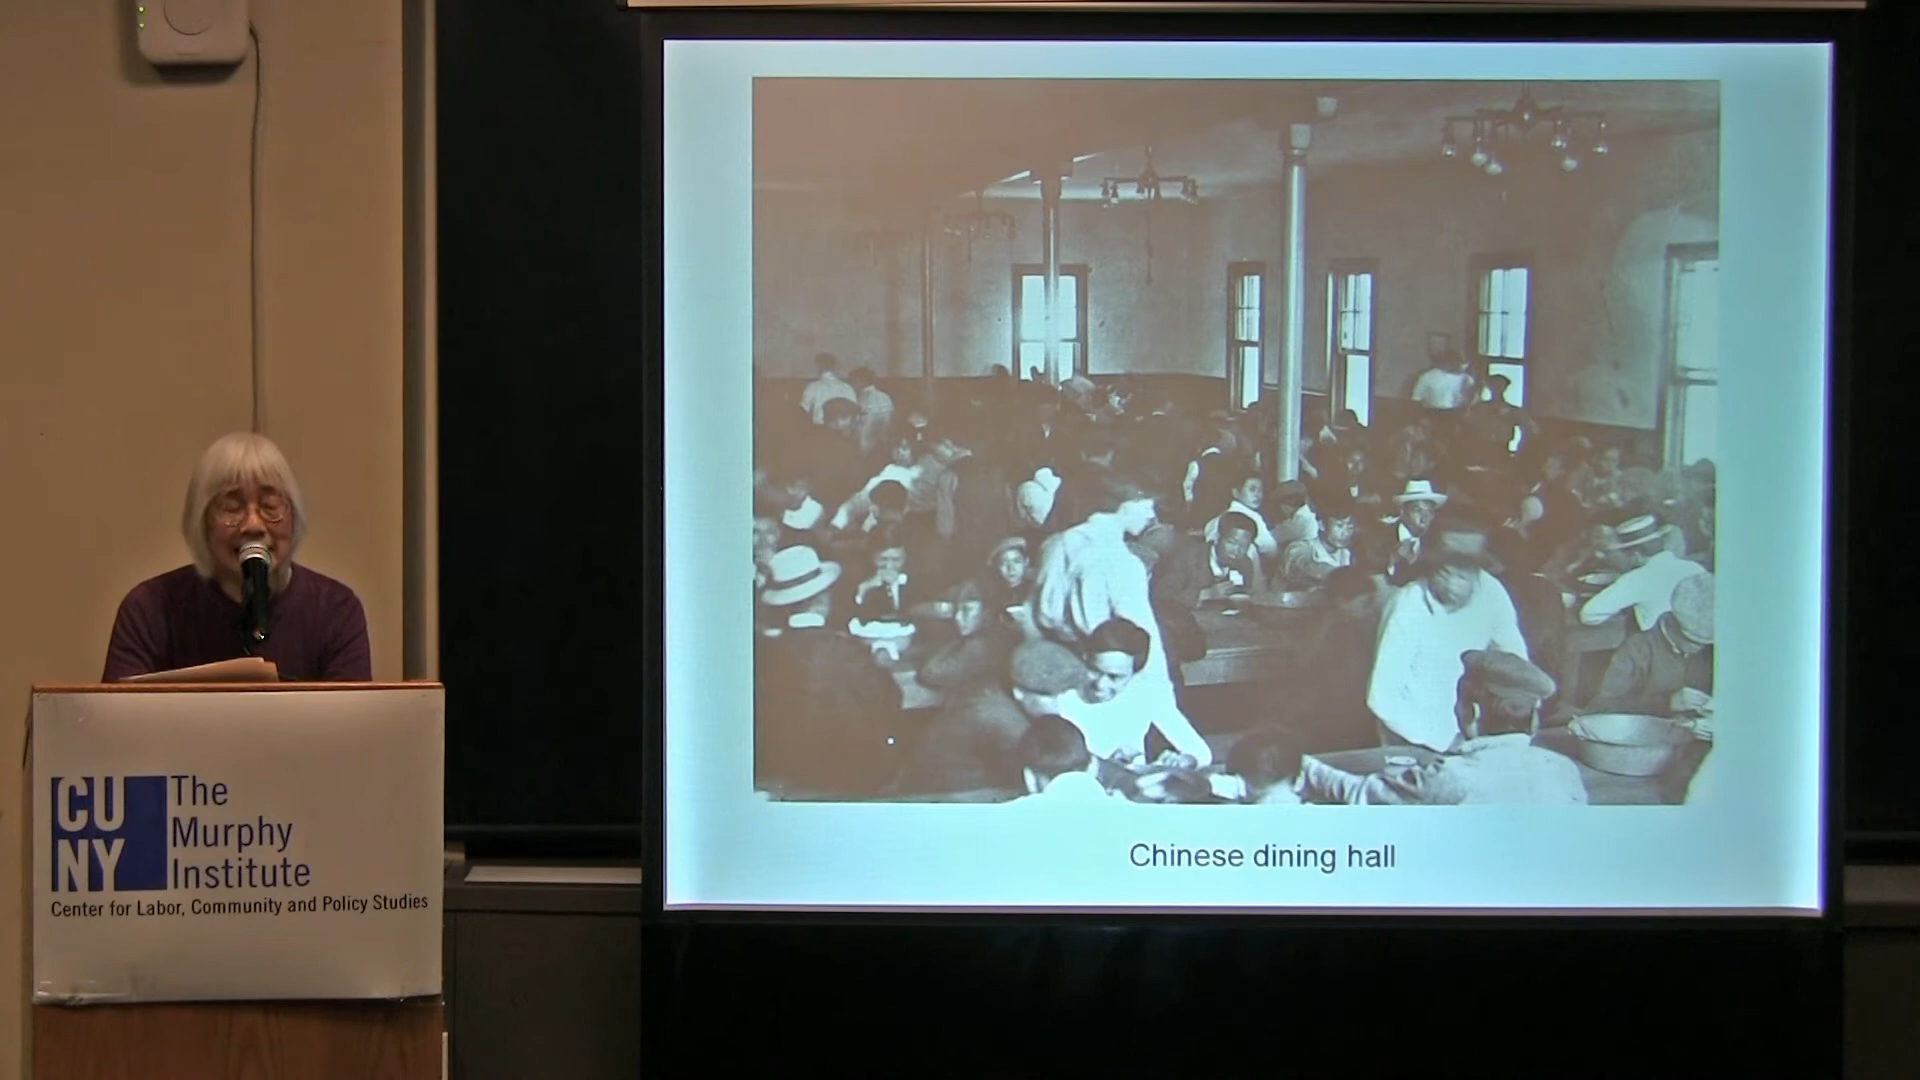 CU
NY
The
Murphy
Institute
Center for Labor, Community and Policy Studies
Chinese dining hall